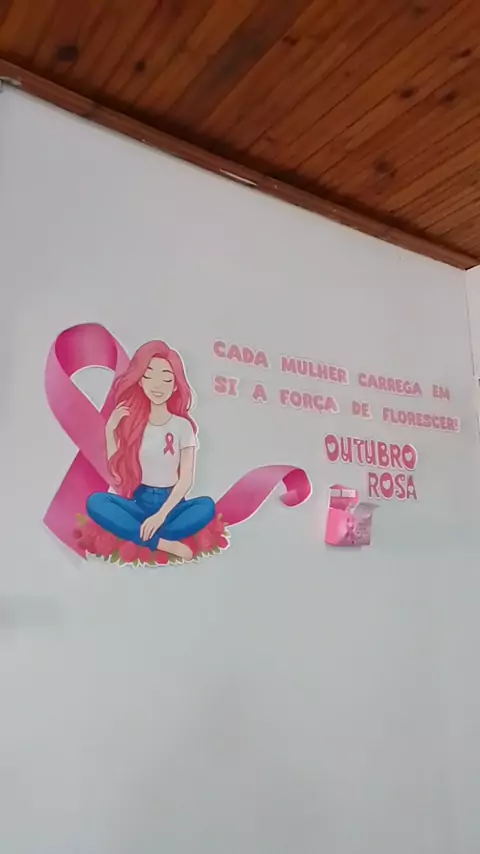 CADA MULHER CARREGA EM
SI A FORÇA DE FLORESCER!
OUTUBRO
ROSA